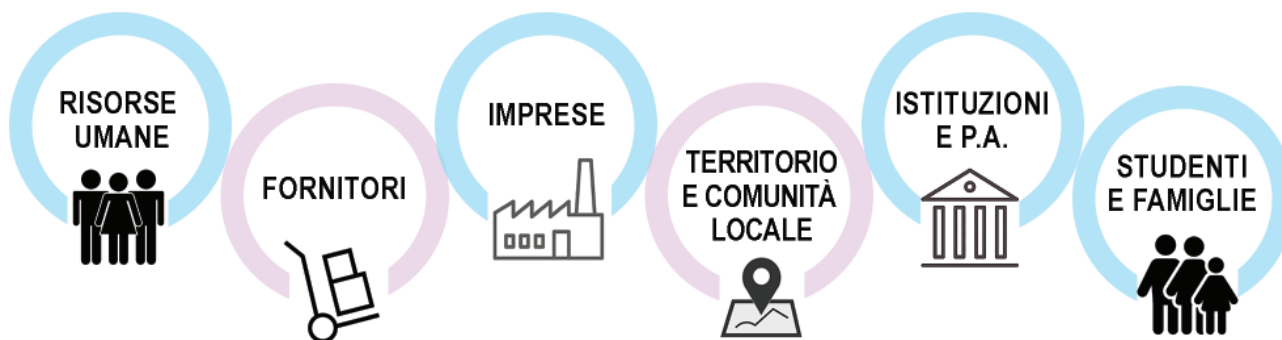 RISORSE
UMANE
FORNITORI
IMPRESE
TERRITORIO
E COMUNITÀ
LOCALE
ISTITUZIONI
E P.A.
STUDENTI
E FAMIGLIE